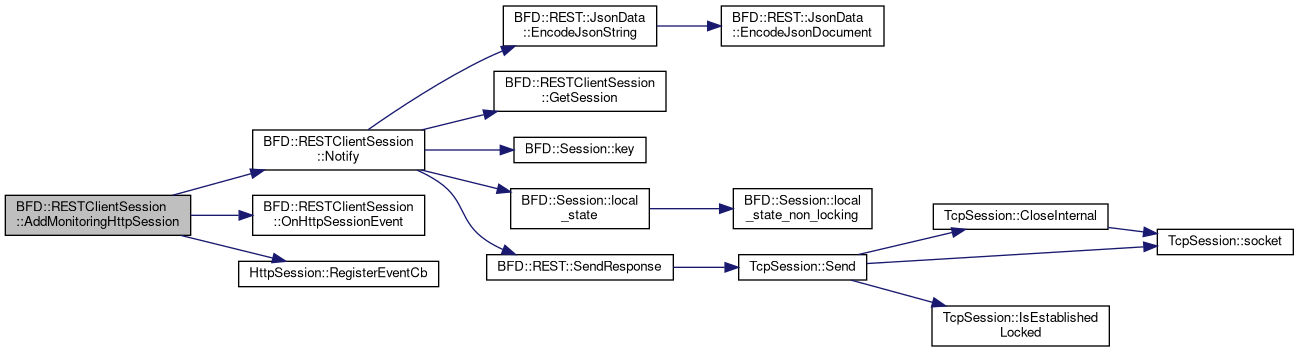 BFD::RESTClientSession
::AddMonitoringHttpSession
BFD::RESTClientSession
::Notify
BFD::RESTClientSession
::OnHttpSessionEvent
HttpSession::RegisterEventCb
BFD::REST::JsonData
::EncodeJsonString
BFD::RESTClientSession
::GetSession
BFD::Session::key
BFD::Session::local
_state
BFD::REST::SendResponse
BFD::REST::JsonData
::EncodeJsonDocument
BFD::Session::local
_state_non_locking
TcpSession::Send
TcpSession::CloseInternal
TcpSession::IsEstablished
Locked
TcpSession::socket